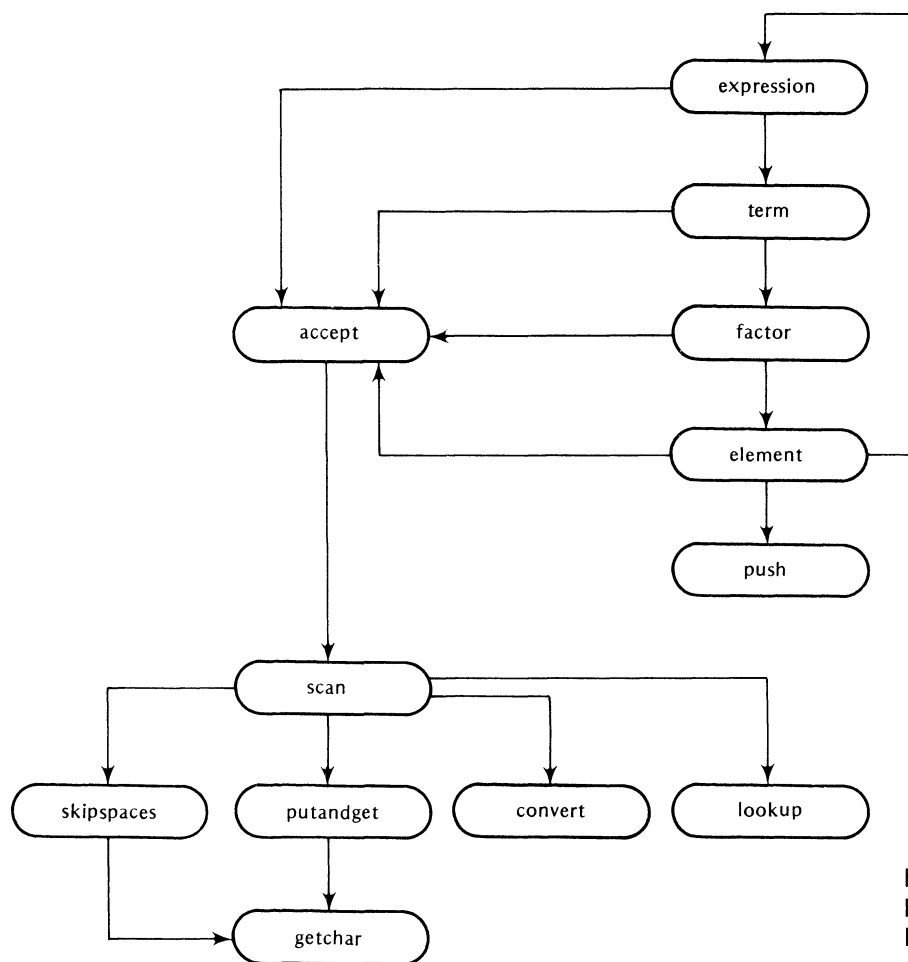 expression
term
accept
factor
element
push
scan
skipspaces
putandget
convert
lookup
getchar